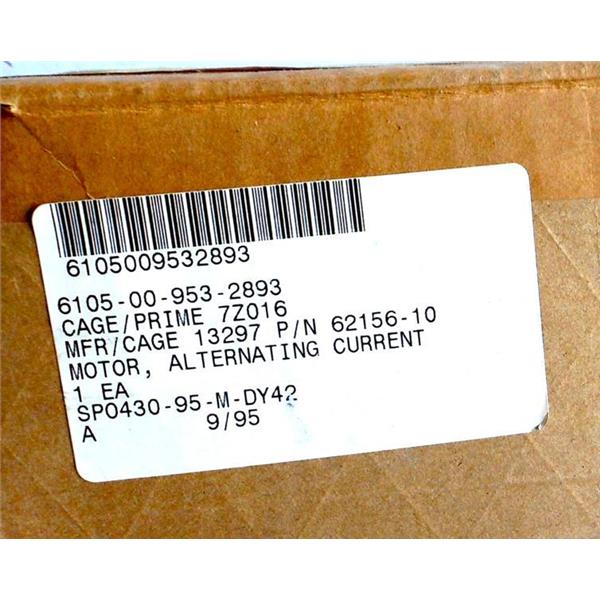 6105009532893
6105-00-953-2893
CAGE/PRIME 7Z016
MFR/CAGE 13297 P/N 62156-10
MOTOR, ALTERNATING CURRENT
1 EA
SP0430-95-M-DY42
A 9/95